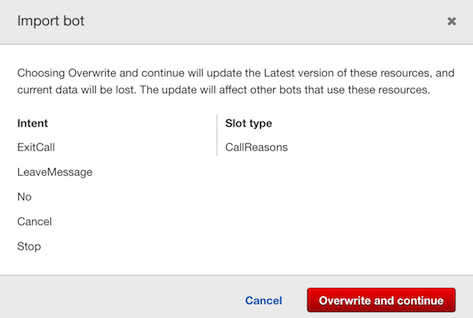 Import bot
Choosing Overwrite and continue will update the Latest version of these resources, and
current data will be lost. The update will affect other bots that use these resources.
Intent
Slot type
ExitCall
CallReasons
LeaveMessage
No
Cancel
Stop
Cancel
Overwrite and continue